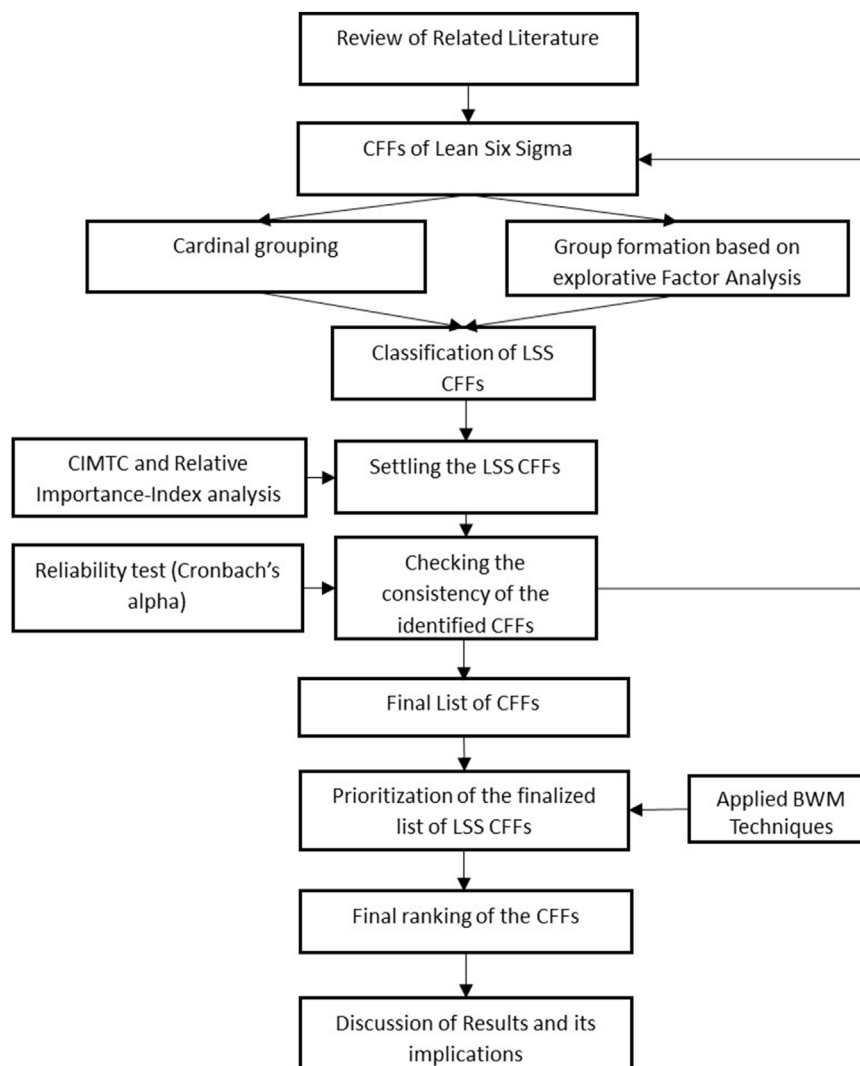 Review of Related Literature
CFFs of Lean Six Sigma
Cardinal grouping
Group formation based on
explorative Factor Analysis
Classification of LSS
CFFs
CIMTC and Relative
Importance-Index analysis
Settling the LSS CFFs
Reliability test (Cronbach's
alpha)
Checking the
consistency of the
identified CFFs
Final List of CFFs
Prioritization of the finalized
list of LSS CFFs
Applied BWM
Techniques
Final ranking of the CFFs
Discussion of Results and its
implications